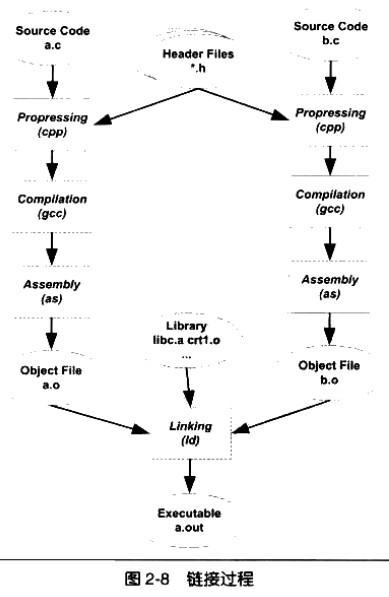 Source Code
a.c
Header Files
*.h
Source Code
b.c
Propressing
(cpp)
Propressing
(cpp)
Compilation
(gcc)
Compilation
(gcc)
Assembly
(as)
Assembly
(as)
Library
libc.a crt1.o
...
Object File
a.o
Object File
b.o
Linking
(ld)
Executable
a.out
图 2-8 链接过程